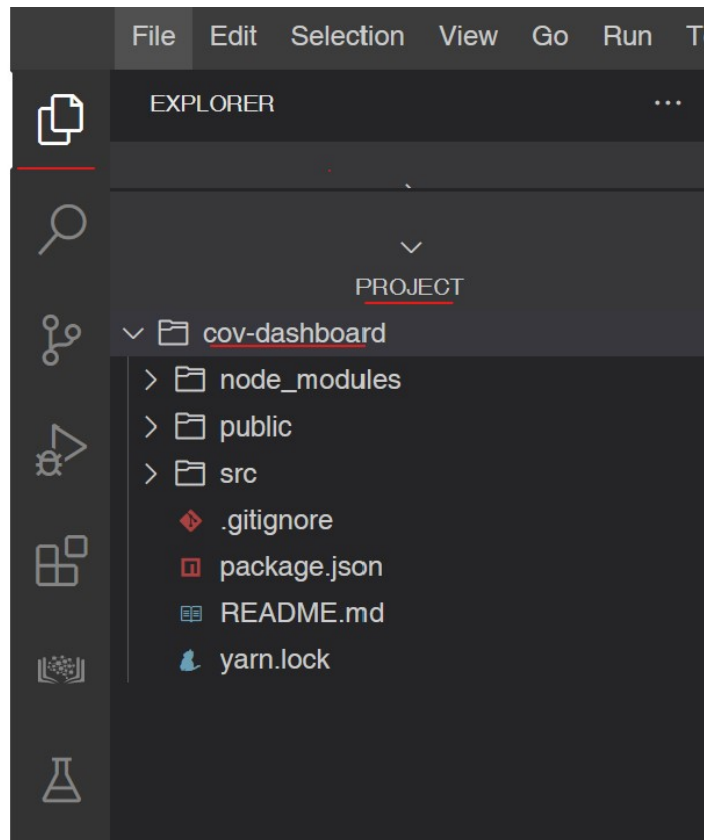 File Edit Selection View Go Run
EXPLORER ...
PROJECT
cov-dashboard
node_modules
public
src
.gitignore
package.json
README.md
yarn.lock